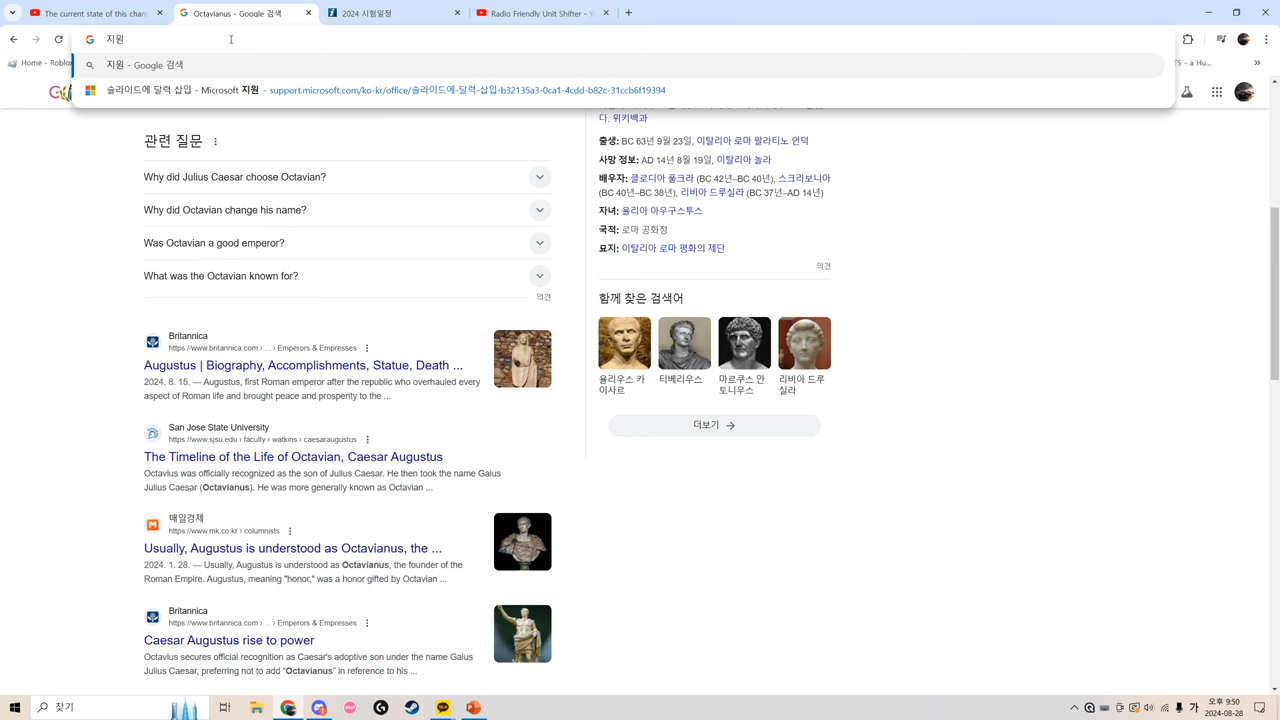 The current state of this chan
Octavianus - Google 검색
2024 시험일정
Radio Friendly Unit Shifter - Y
지원
Home - Roblox
지원 - Google 검색
슬라이드에 달력 삽입 - Microsoft 지원 - support.microsoft.com/ko-kr/office/슬라이드에-달력-삽입-b32135a3-0ca1-4cdd-b82c-31ccb6f19394
TS - a Hu...
관련 질문
Why did Julius Caesar choose Octavian?
Why did Octavian change his name?
Was Octavian a good emperor?
What was the Octavian known for?
의견
Britannica
https://www.britannica.com › ... › Emperors & Empresses
Augustus | Biography, Accomplishments, Statue, Death ...
2024. 8. 15. — Augustus, first Roman emperor after the republic who overhauled every
aspect of Roman life and brought peace and prosperity to the ...
San Jose State University
https://www.sjsu.edu › faculty › watkins › caesaraugustus
The Timeline of the Life of Octavian, Caesar Augustus
Octavius was officially recognized as the son of Julius Caesar. He then took the name Gaius
Julius Caesar (Octavianus). He was more generally known as Octavian ...
매일경제
https://www.mk.co.kr › columnists
Usually, Augustus is understood as Octavianus, the ...
2024. 1. 28. — Usually, Augustus is understood as Octavianus, the founder of the
Roman Empire. Augustus, meaning "honor," was a honor gifted by Octavian ...
Britannica
https://www.britannica.com › ... › Emperors & Empresses
Caesar Augustus rise to power
Octavius secures official recognition as Caesar's adoptive son under the name Gaius
Julius Caesar, preferring not to add “Octavianus” in reference to his ...
다. 위키백과
출생: BC 63년 9월 23일, 이탈리아 로마 팔라티노 언덕
사망 정보: AD 14년 8월 19일, 이탈리아 놀라
배우자: 클로디아 풀크라 (BC 42년–BC 40년), 스크리보니아
(BC 40년–BC 38년), 리비아 드루실라 (BC 37년–AD 14년)
자녀: 율리아 아우구스투스
국적: 로마 공화정
묘지: 이탈리아 로마 평화의 제단
의견
함께 찾은 검색어
율리우스 카
이사르
티베리우스
마르쿠스 안
토니우스
리비아 드루
실라
더보기
찾기
오후 9:50
2024-08-28